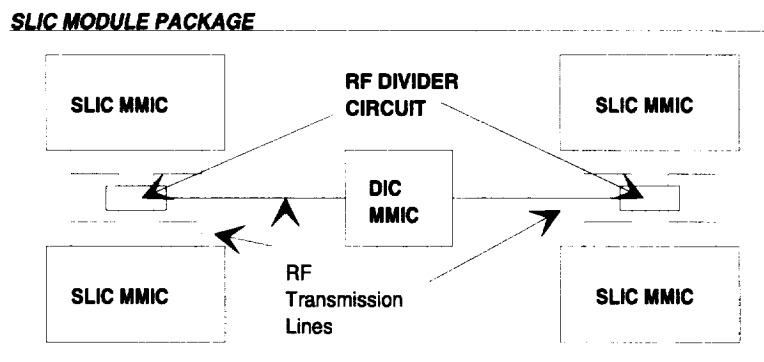 SLIC MODULE PACKAGE
SLIC MMIC
RF DIVIDER
CIRCUIT
SLIC MMIC
DIC
MMIC
SLIC MMIC
RF
Transmission
Lines
SLIC MMIC